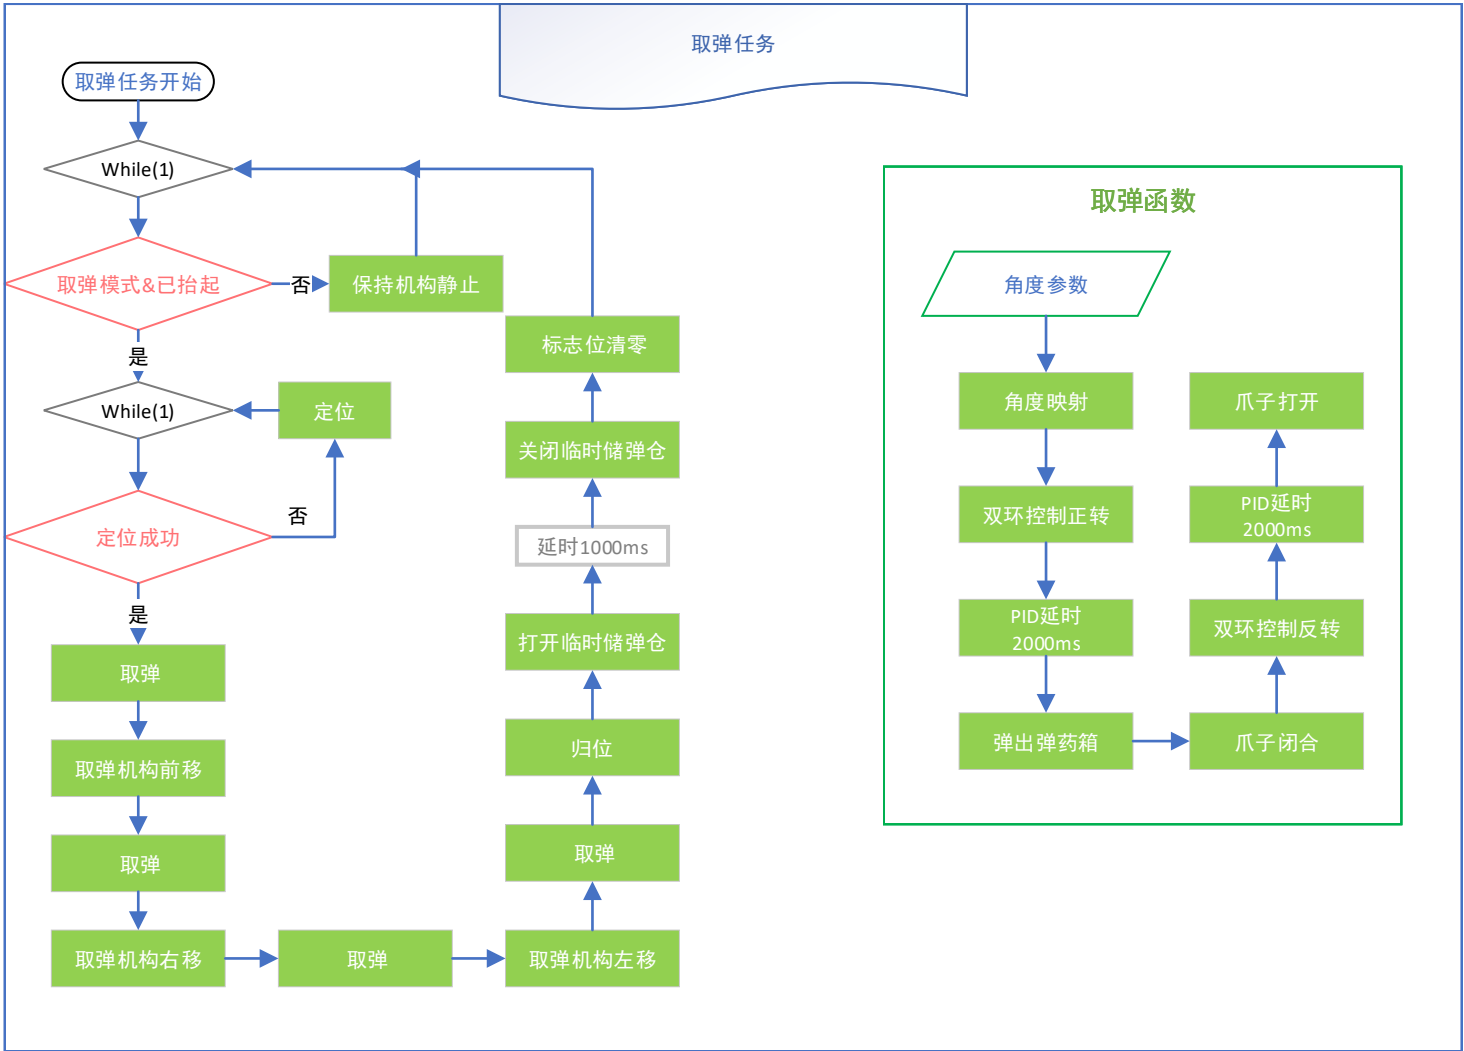 取弹任务
取弹任务开始
While(1)
取弹模式&已抬起
否
保持机构静止
是
While(1)
定位
定位成功
否
是
取弹
取弹机构前移
取弹
取弹机构右移
取弹
取弹机构左移
取弹
归位
打开临时储弹仓
延时1000ms
关闭临时储弹仓
标志位清零
取弹函数
角度参数
角度映射
双环控制正转
PID延时
2000ms
弹出弹药箱
爪子闭合
双环控制反转
PID延时
2000ms
爪子打开